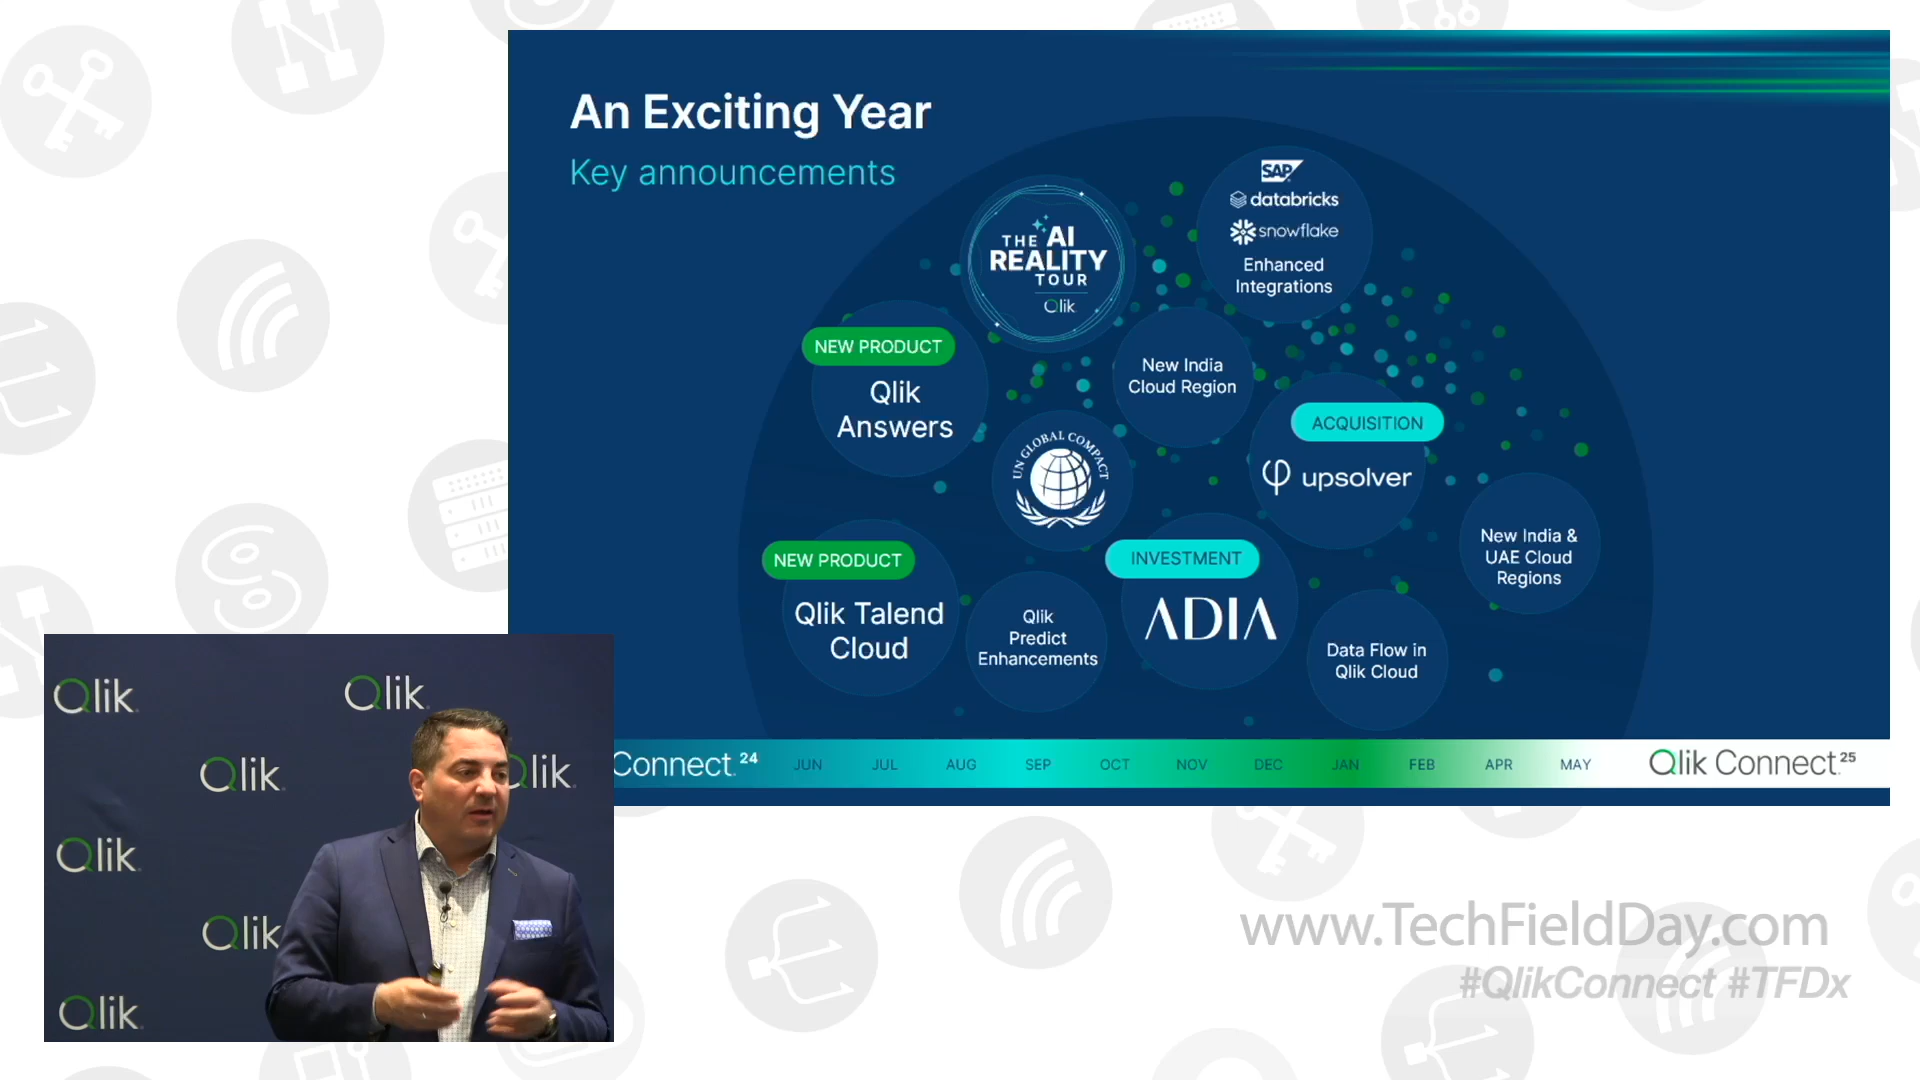 An Exciting Year
Key announcements
SAP
databricks
snowflake
Enhanced
Integrations
THE AI
REALITY
TOUR
Qlik
NEW PRODUCT
Qlik
Answers
New India
Cloud Region
ACQUISITION
upsolver
UN GLOBAL COMPACT
New India &
UAE Cloud
Regions
NEW PRODUCT
Qlik Talend
Cloud
Qlik
Predict
Enhancements
INVESTMENT
ADIA
Data Flow in
Qlik Cloud
Connect.24
JUN JUL AUG SEP OCT NOV DEC JAN FEB APR MAY
Qlik Connect.25
Qlik
Qlik
Qlik
Qlik
Qlik
Qlik
Qlik
www.TechFieldDay.com
#QlikConnect #TFDx